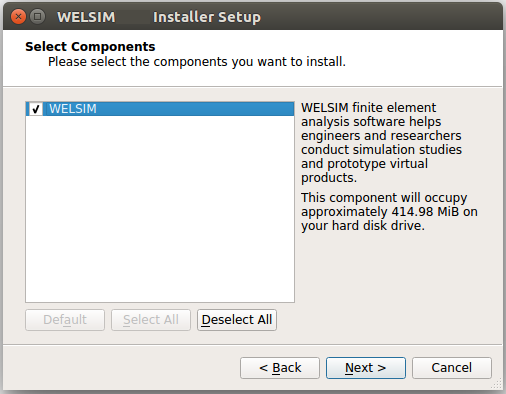 WELSIM Installer Setup
Select Components
Please select the components you want to install.
WELSIM
WELSIM finite element
analysis software helps
engineers and researchers
conduct simulation studies
and prototype virtual
products.
This component will occupy
approximately 414.98 MiB on
your hard disk drive.
Default
Select All
Deselect All
< Back
Next >
Cancel